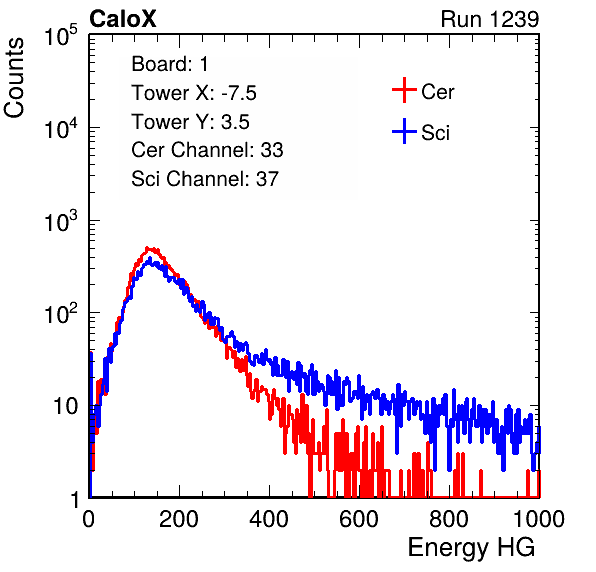 CaloX Run 1239
Counts
10^5
10^4
10^3
10^2
10
1
Board: 1
Tower X: -7.5
Tower Y: 3.5
Cer Channel: 33
Sci Channel: 37
Cer
Sci
0 200 400 600 800 1000
Energy HG